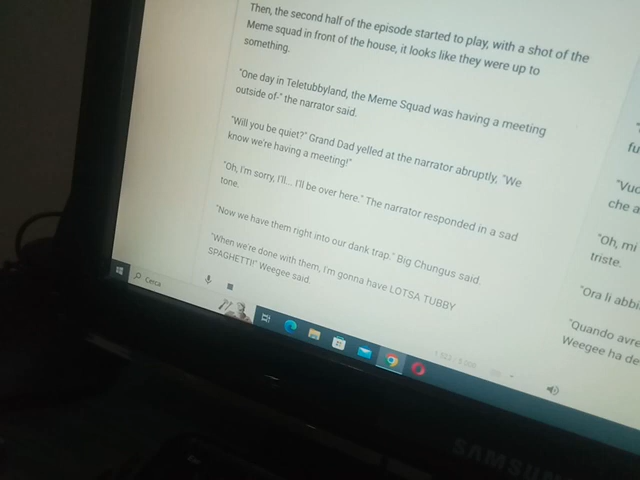 Then, the second half of the episode started to play, with a shot of the
Meme squad in front of the house, it looks like they were up to
something.
"One day in Teletubbyland, the Meme Squad was having a meeting
outside of-" the narrator said.
"Will you be quiet?" Grand Dad yelled at the narrator abruptly, "We
know we're having a meeting!"
"Oh, I'm sorry, I'll... I'll be over here." The narrator responded in a sad
tone.
"Now we have them right into our dank trap." Big Chungus said.
"When we're done with them, I'm gonna have LOTSA TUBBY
SPAGHETTI!" Weegee said.
fu
"Vuo
che a
"Oh, mi
triste.
"Ora li abbi
"Quando avre
Weegee ha de
Cerca
SAMSUN